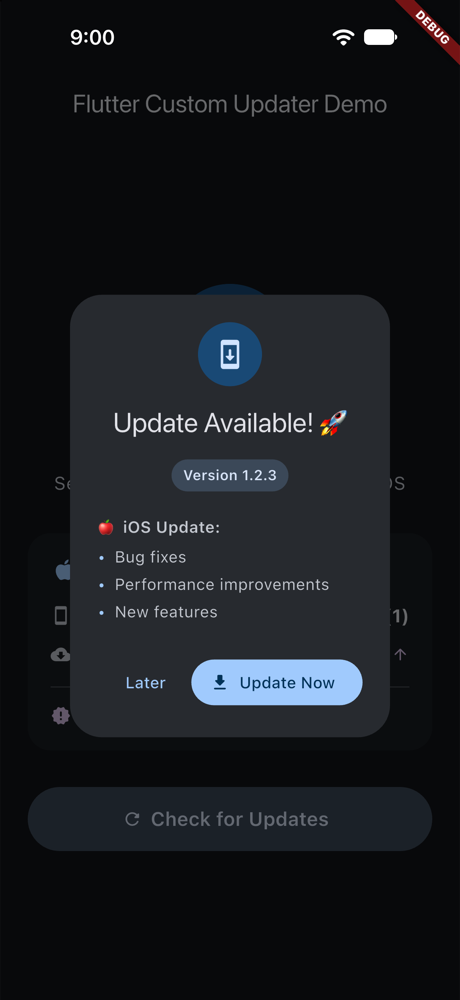 9:00
DEBUG
Flutter Custom Updater Demo
Update Available! 🚀
Version 1.2.3
🍎 iOS Update:
• Bug fixes
• Performance improvements
• New features
Later
Update Now
Check for Updates